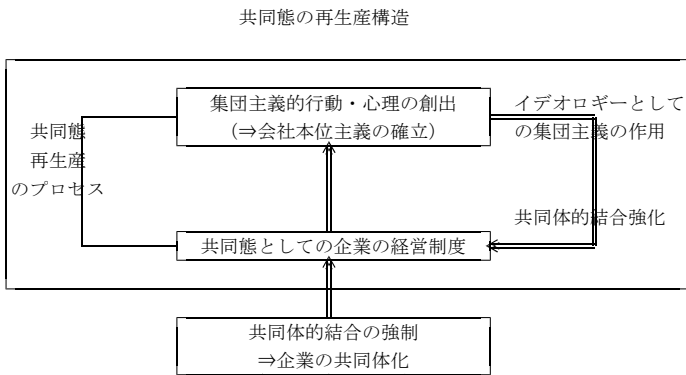 共同態の再生産構造
集団主義的行動・心理の創出
(⇒会社本位主義の確立)
イデオロギーとして
の集団主義の作用
共同態
再生産
のプロセス
共同体的結合強化
共同態としての企業の経営制度
共同体的結合の強制
⇒企業の共同体化